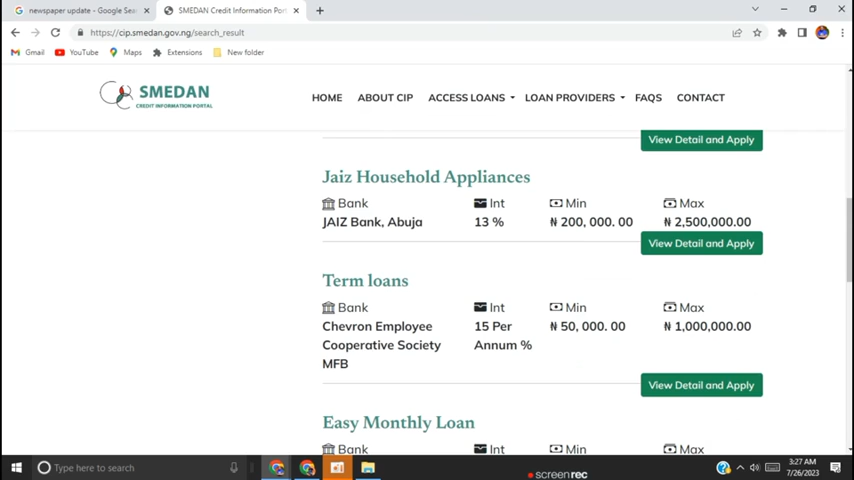 newspaper update - Google Sea
SMEDAN Credit Information Port
https://cip.smedan.gov.ng/search_result
Gmail YouTube Maps Extensions New folder
SMEDAN
CREDIT INFORMATION PORTAL
HOME ABOUT CIP ACCESS LOANS LOAN PROVIDERS FAQS CONTACT
View Detail and Apply
Jaiz Household Appliances
Bank Int Min Max
JAIZ Bank, Abuja 13 % ₦ 200, 000. 00 ₦ 2,500,000.00
View Detail and Apply
Term loans
Bank Int Min Max
Chevron Employee 15 Per ₦ 50, 000. 00 ₦ 1,000,000.00
Cooperative Society Annum %
MFB
View Detail and Apply
Easy Monthly Loan
Bank Int Min Max
Type here to search
screenrec
3:27 AM
7/26/2023